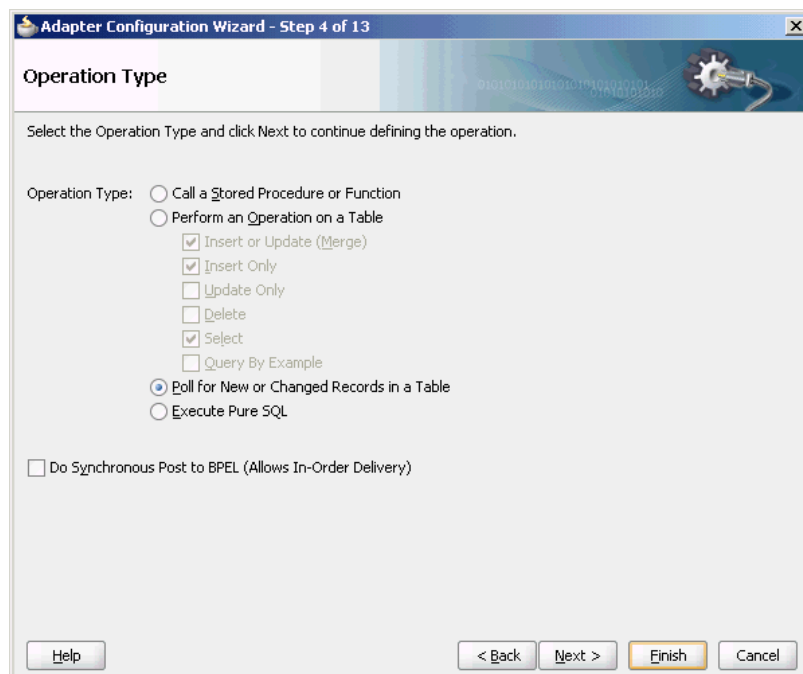 Adapter Configuration Wizard - Step 4 of 13
Operation Type
01010101010101010101010101
01010101010
Select the Operation Type and click Next to continue defining the operation.
Operation Type: Call a Stored Procedure or Function
Perform an Operation on a Table
Insert or Update (Merge)
Insert Only
Update Only
Delete
Select
Query By Example
Poll for New or Changed Records in a Table
Execute Pure SQL
Do Synchronous Post to BPEL (Allows In-Order Delivery)
Help < Back Next > Finish Cancel